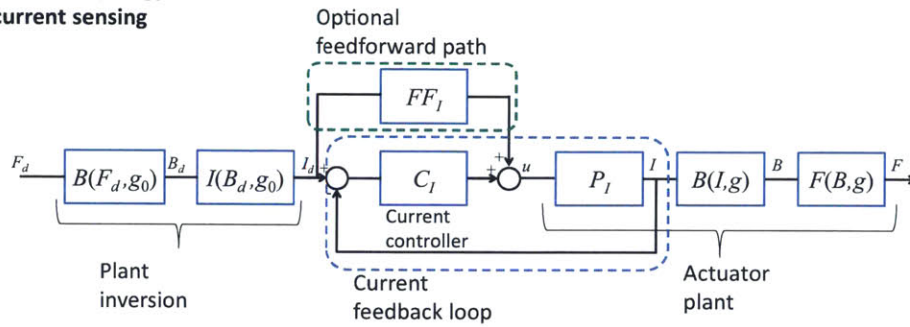 current sensing
Optional
feedforward path
FF_I
F_d
B(F_d,g_0)
B_d
I(B_d,g_0)
I_d
+
C_I
Current
controller
+
+
u
P_I
I
B(I,g)
B
F(B,g)
F
Plant
inversion
Current
feedback loop
Actuator
plant